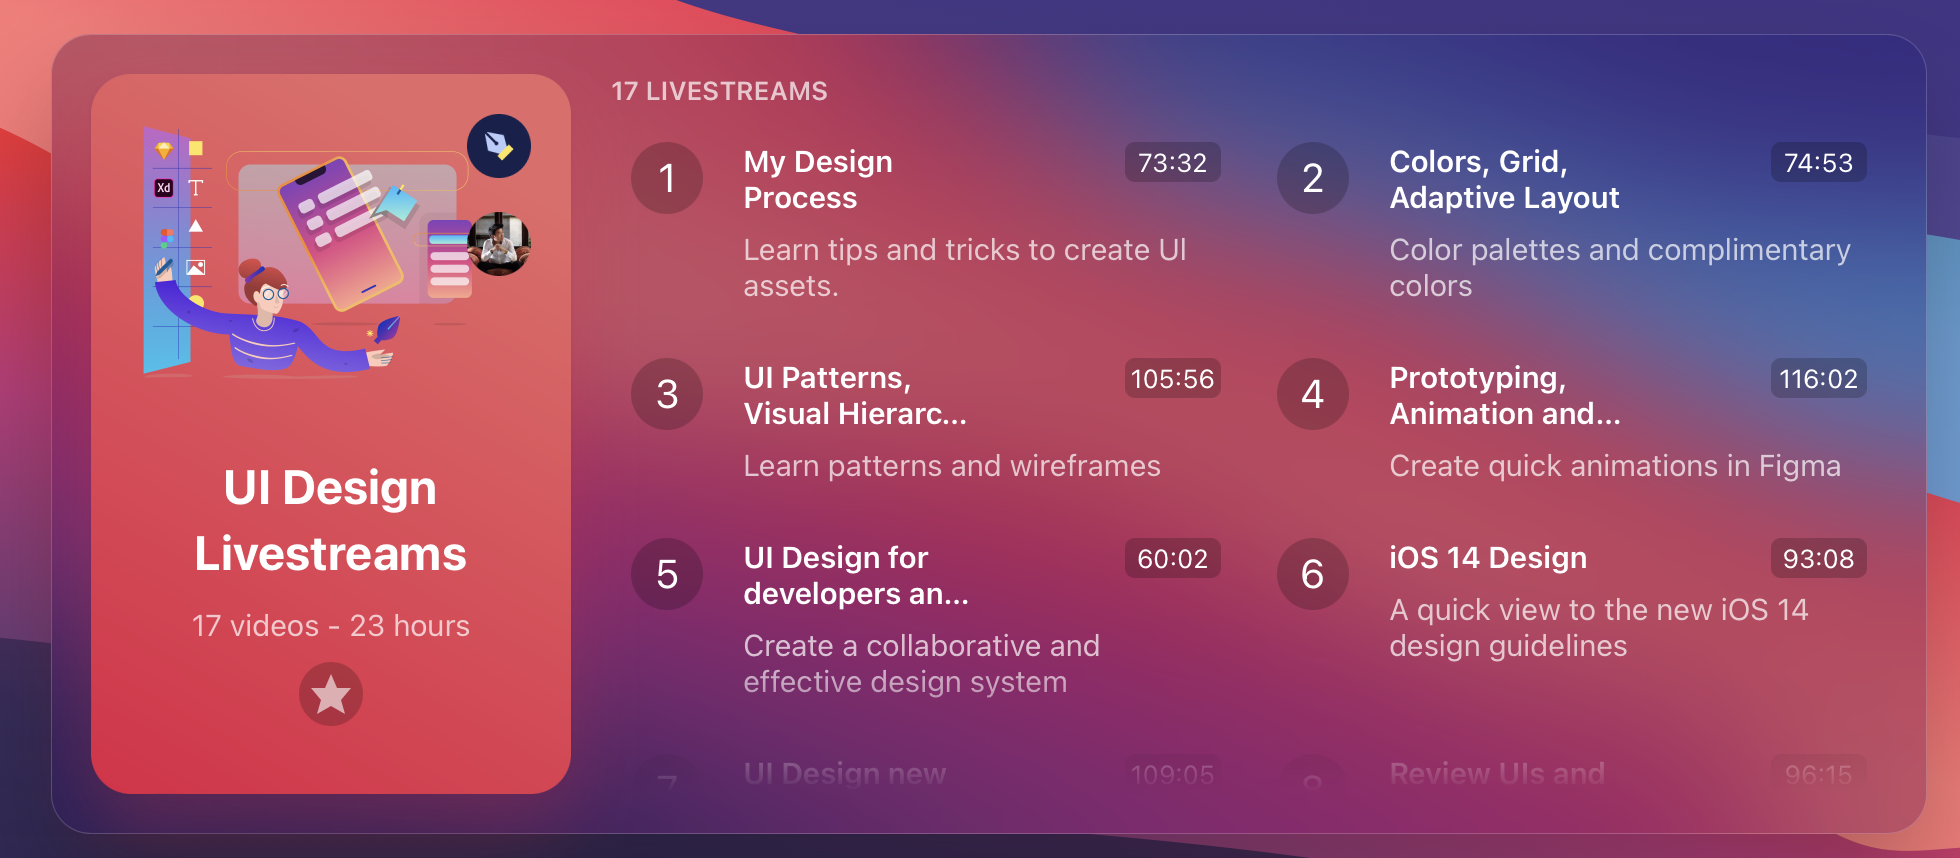 Xd
T
UI Design
Livestreams
17 videos - 23 hours
17 LIVESTREAMS
1
My Design
Process
73:32
Learn tips and tricks to create UI
assets.
2
Colors, Grid,
Adaptive Layout
74:53
Color palettes and complimentary
colors
3
UI Patterns,
Visual Hierarc...
105:56
Learn patterns and wireframes
4
Prototyping,
Animation and...
116:02
Create quick animations in Figma
5
UI Design for
developers an...
60:02
Create a collaborative and
effective design system
6
iOS 14 Design
93:08
A quick view to the new iOS 14
design guidelines
7
UI Design new
109:05
8
Review UIs and
96:15